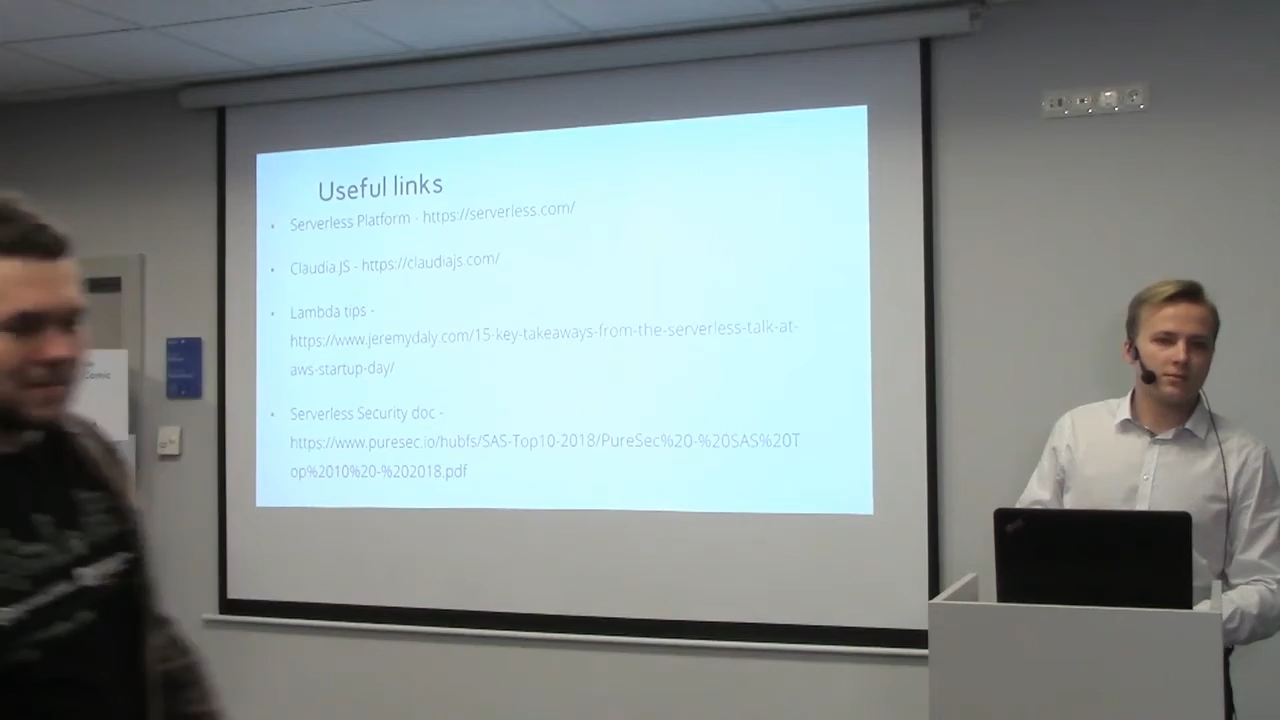 Useful links
• Serverless Platform - https://serverless.com/
• Claudia.JS - https://claudiajs.com/
• Lambda tips -
https://www.jeremydaly.com/15-key-takeaways-from-the-serverless-talk-at-
aws-startup-day/
• Serverless Security doc -
https://www.puresec.io/hubfs/SAS-Top10-2018/PureSec%20-%20SAS%20T
op%2010%20-%202018.pdf